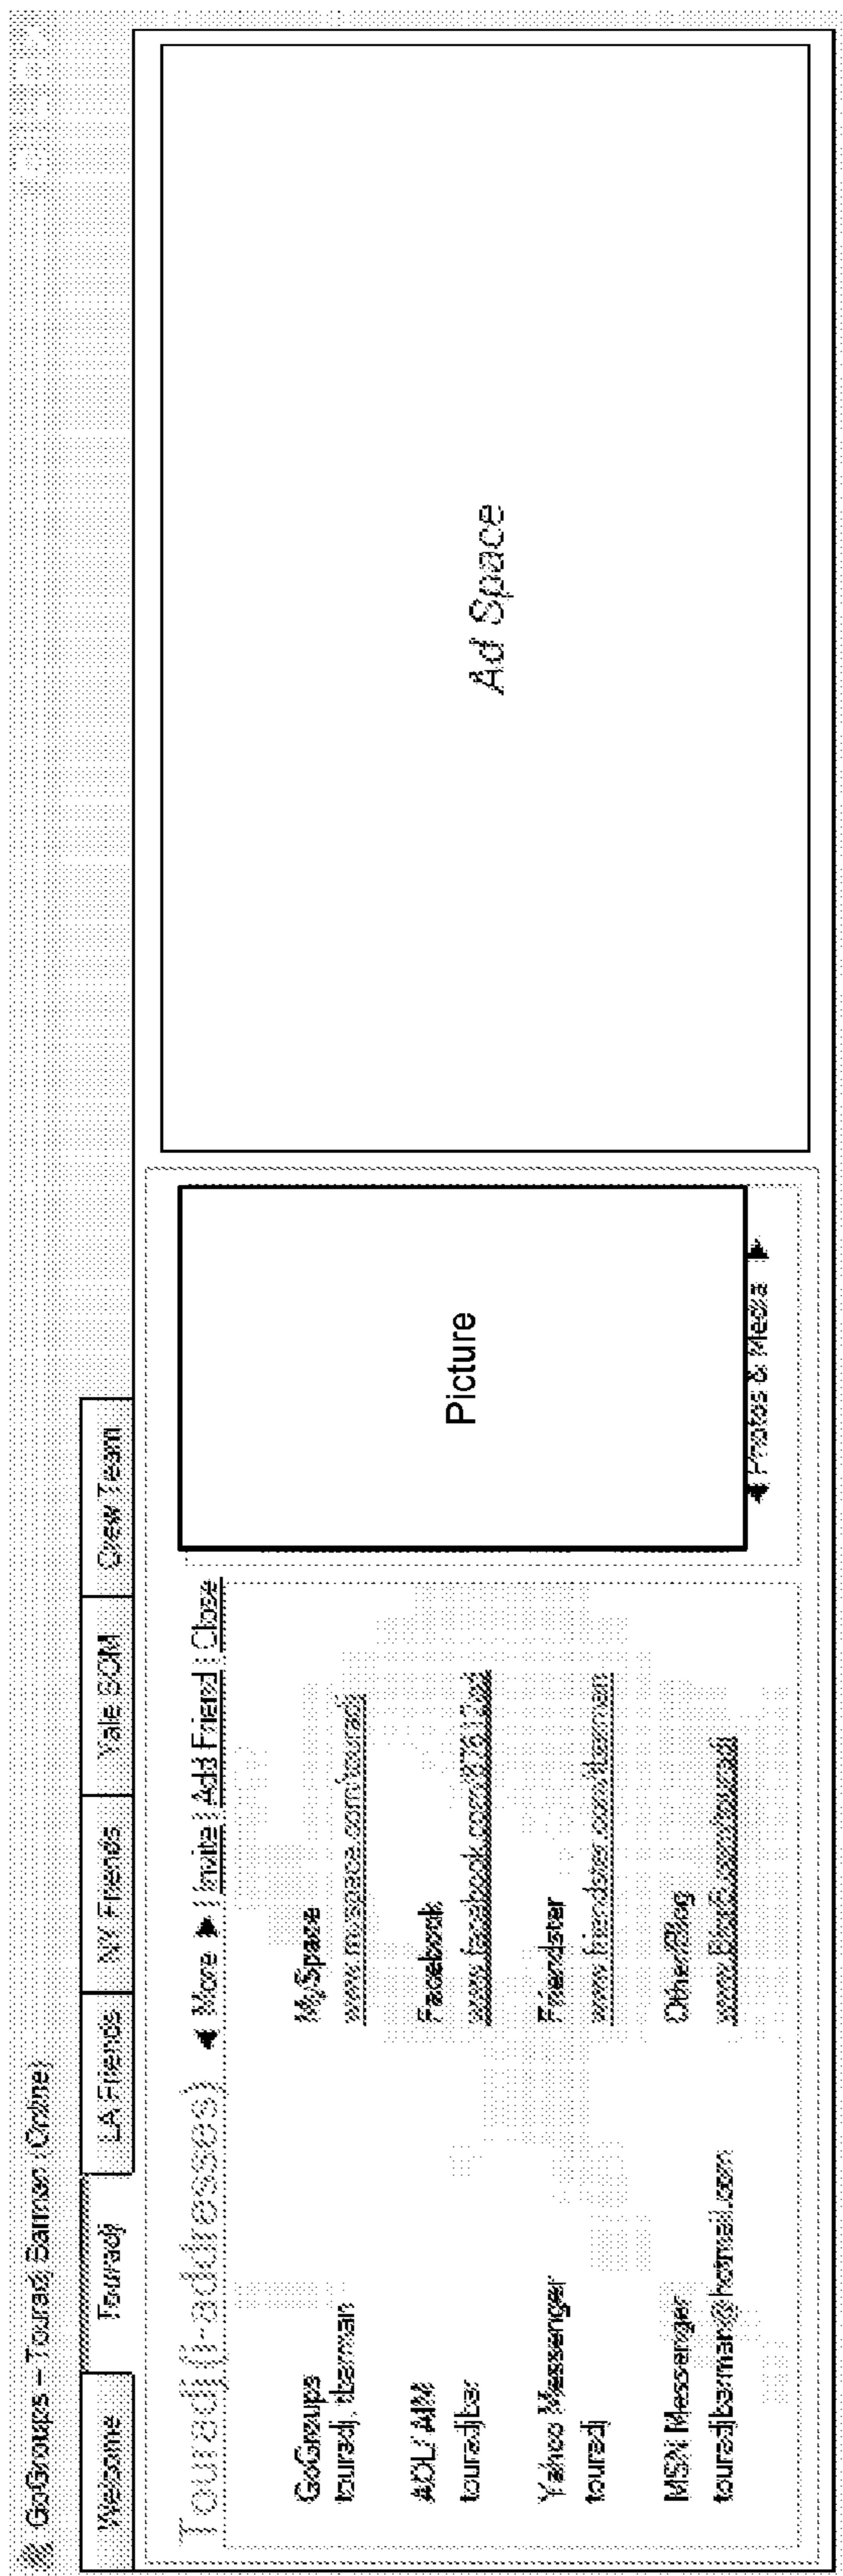 GoGroups – Touradj Barman (Online)
Welcome
Touradj
LA Friends
NY Friends
Yale SOM
Crew Team
Touradj (I-addresses)
◀ More ▶ | Invite | Add Friend | Close
GoGroups
touradj, tbarman
MySpace
www.myspace.com/touradj
AOL/ AIM
touradjbar
Facebook
Yahoo Messenger
touradj
Friendster
www.friendster.com/tbarman
MSN Messenger
touradjbarman@hotmail.com
Other/Blog
Picture
◀ Photos & Media ▶
Ad Space